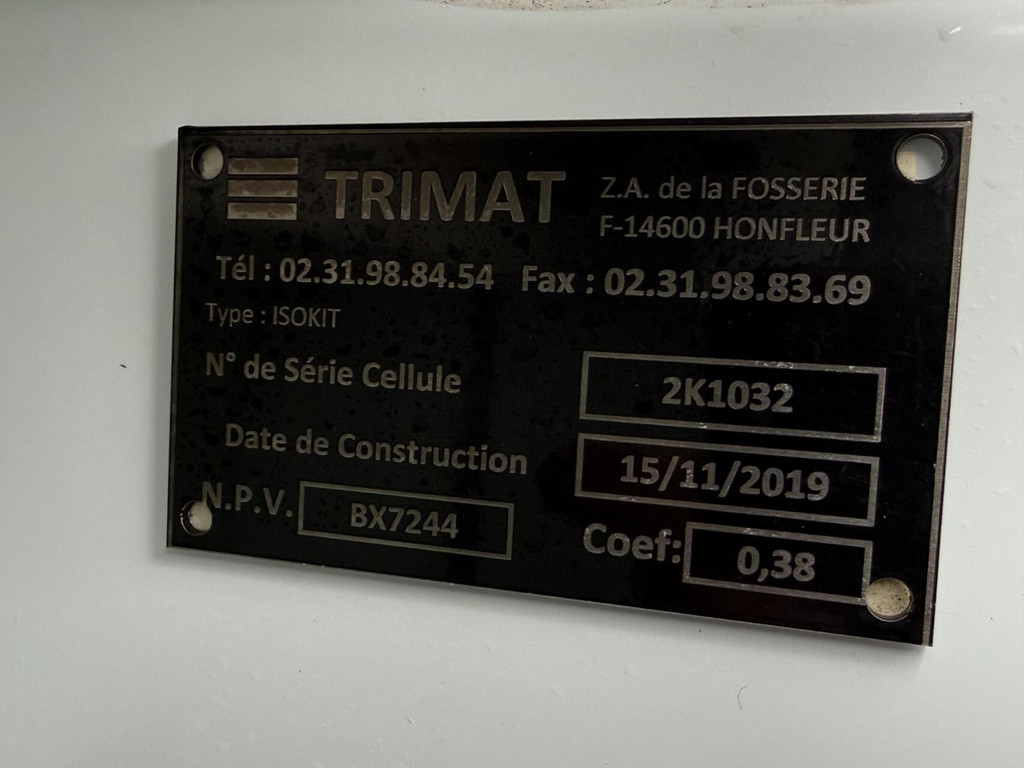 TRIMAT
Z.A. de la FOSSERIE
F-14600 HONFLEUR
Tél : 02.31.98.84.54 Fax : 02.31.98.83.69
Type : ISOKIT
N° de Série Cellule 2K1032
Date de Construction 15/11/2019
N.P.V. BX7244 Coef: 0,38